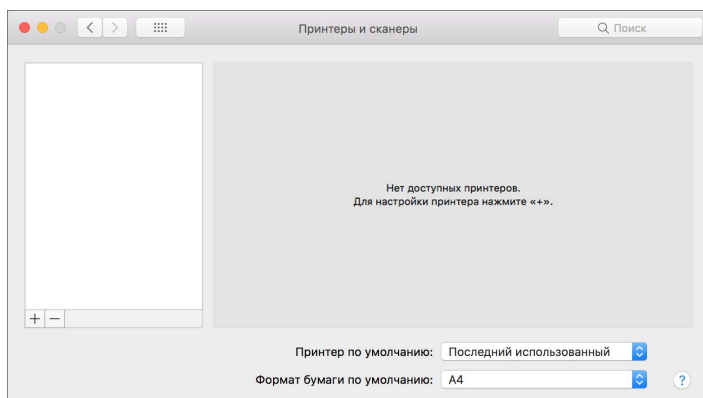 Принтеры и сканеры
Поиск
Нет доступных принтеров.
Для настройки принтера нажмите «+».
+ −
Принтер по умолчанию: Последний использованный
Формат бумаги по умолчанию: A4
?